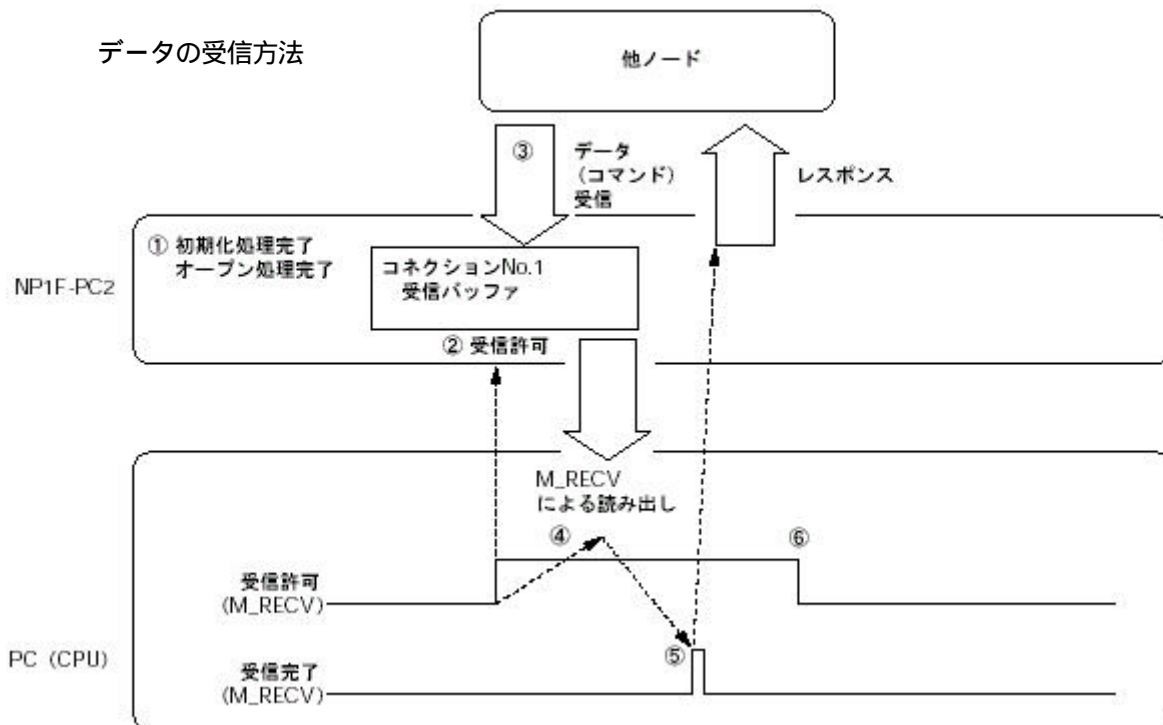 データの受信方法
他ノード
③
データ
(コマンド)
受信
レスポンス
① 初期化処理完了
オープン処理完了
コネクションNo.1
受信バッファ
NP1F-PC2
② 受信許可
M_RECV
による読み出し
④
⑥
受信許可
(M_RECV)
⑤
PC (CPU)
受信完了
(M_RECV)